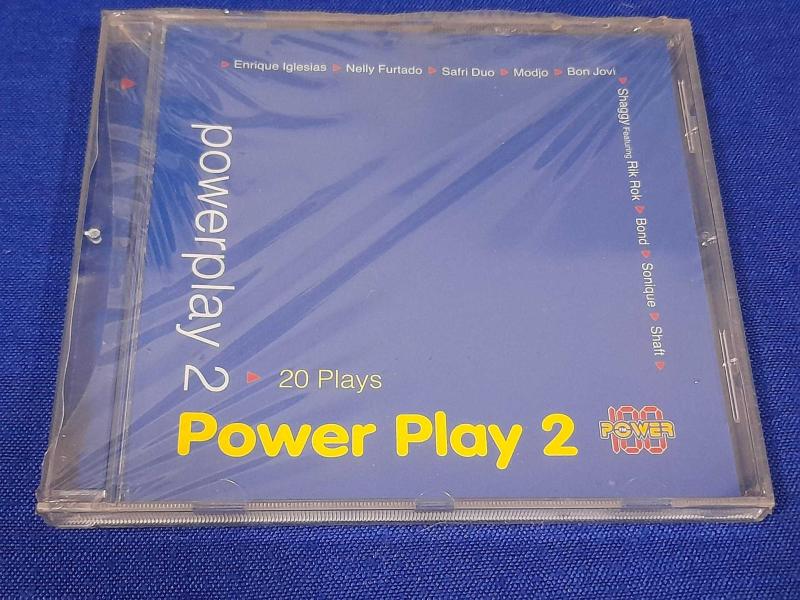 Enrique Iglesias Nelly Furtado Safri Duo Modjo Bon Jovi
Shaggy Featuring Rik Rok Bond Sonique Shaft
powerplay 2
20 Plays
Power Play 2
100
POWER